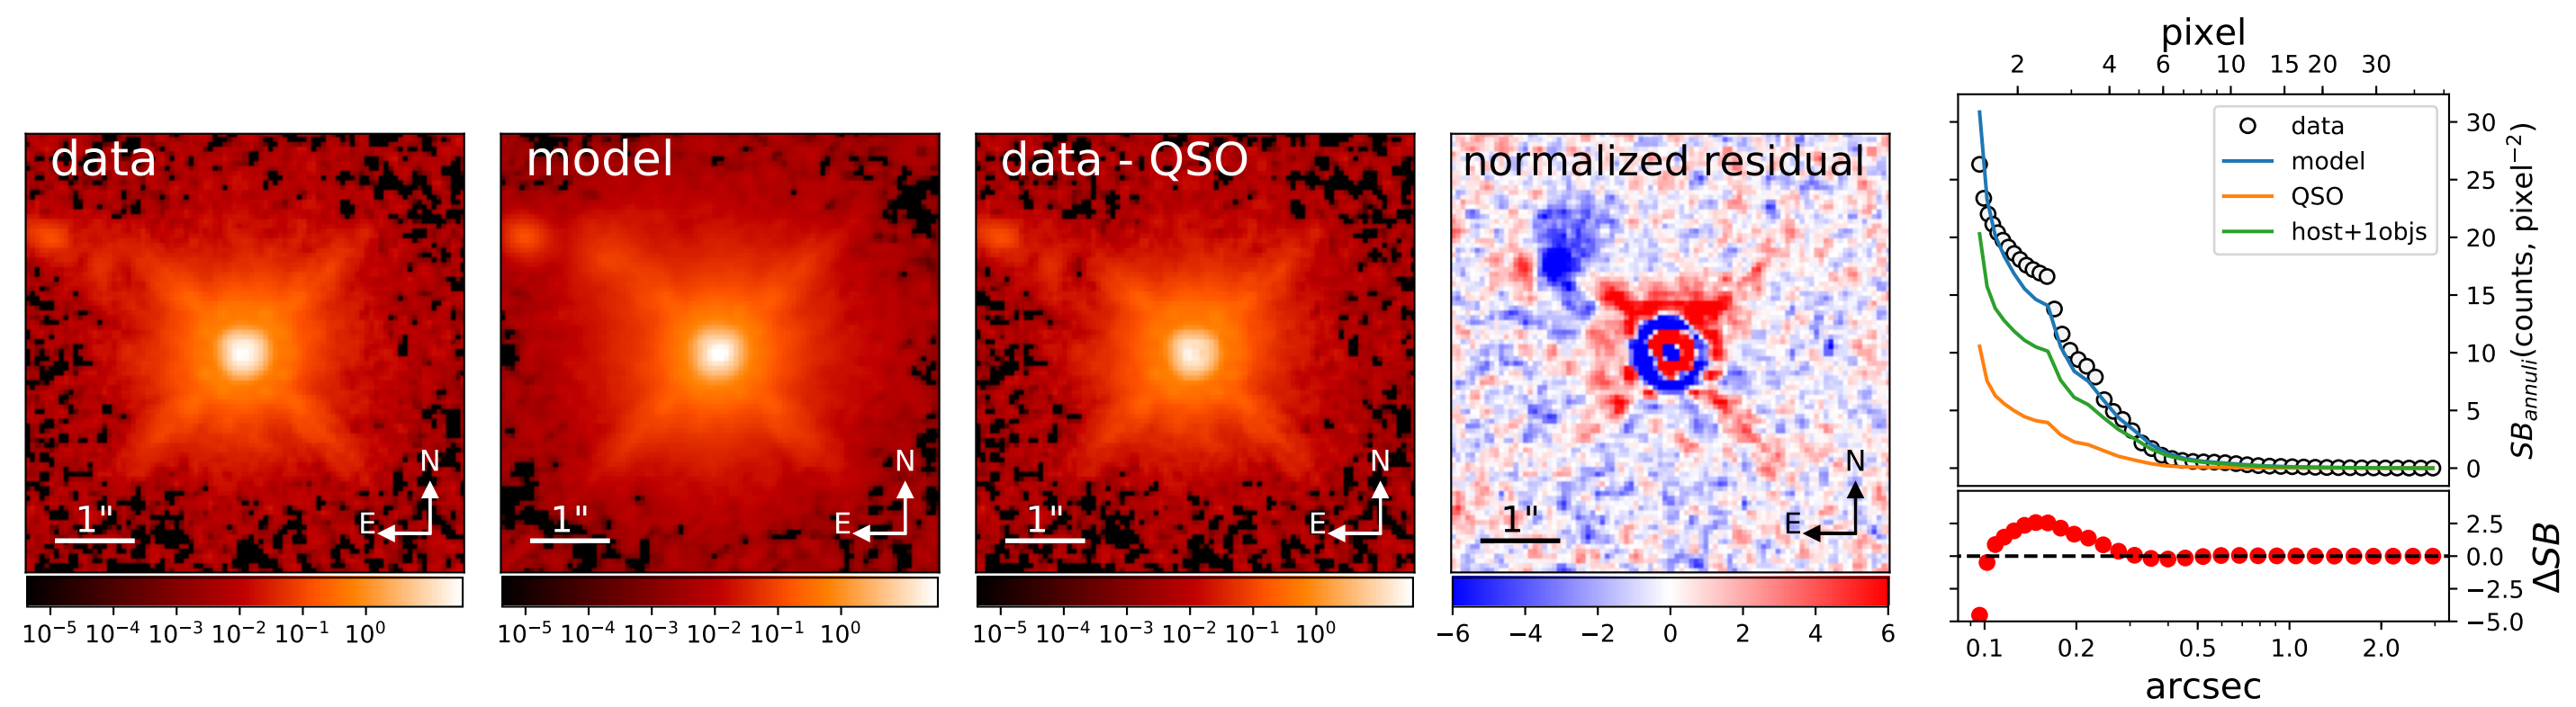 data
N
E
1"
10⁻⁵ 10⁻⁴ 10⁻³ 10⁻² 10⁻¹ 10⁰
model
N
E
1"
10⁻⁵ 10⁻⁴ 10⁻³ 10⁻² 10⁻¹ 10⁰
data - QSO
N
E
1"
10⁻⁵ 10⁻⁴ 10⁻³ 10⁻² 10⁻¹ 10⁰
normalized residual
N
E
1"
−6 −4 −2 0 2 4 6
pixel
2 4 6 10 15 20 30
data
model
QSO
host+1objs
30
25
20
15
10
5
0
SB_annuli(counts, pixel⁻²)
2.5
0.0
−2.5
−5.0
ΔSB
0.1 0.2 0.5 1.0 2.0
arcsec